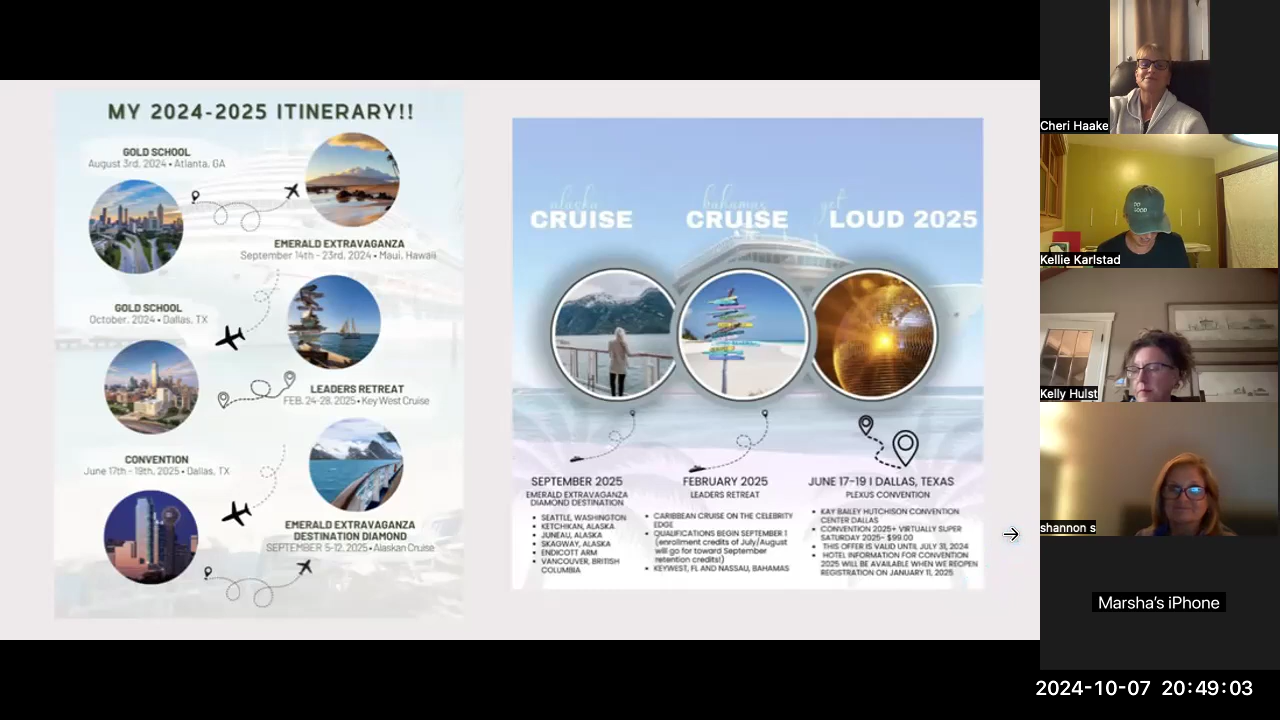 MY 2024-2025 ITINERARY!!
GOLD SCHOOL
August 3rd, 2024 • Atlanta, GA
EMERALD EXTRAVAGANZA
September 14th - 23rd, 2024 • Maui, Hawaii
GOLD SCHOOL
October, 2024 • Dallas, TX
LEADERS RETREAT
FEB. 24-28, 2025 • Key West Cruise
CONVENTION
June 17th - 19th, 2025 • Dallas, TX
EMERALD EXTRAVAGANZA
DESTINATION DIAMOND
SEPTEMBER 5-12, 2025 • Alaskan Cruise
alaska
CRUISE
bahamas
CRUISE
get
LOUD 2025
SEPTEMBER 2025
EMERALD EXTRAVAGANZA
DIAMOND DESTINATION
• SEATTLE, WASHINGTON
• KETCHIKAN, ALASKA
• JUNEAU, ALASKA
• SKAGWAY, ALASKA
• ENDICOTT ARM
• VANCOUVER, BRITISH
COLUMBIA
FEBRUARY 2025
LEADERS RETREAT
• CARIBBEAN CRUISE ON THE CELEBRITY
EDGE
• QUALIFICATIONS BEGIN SEPTEMBER 1
(enrollment credits of July/August
will go for toward September
retention credits!)
• KEYWEST, FL AND NASSAU, BAHAMAS
JUNE 17-19 | DALLAS, TEXAS
PLEXUS CONVENTION
• KAY BAILEY HUTCHISON CONVENTION
CENTER DALLAS
• CONVENTION 2025+ VIRTUALLY SUPER
SATURDAY 2025- $99.00
• THIS OFFER IS VALID UNTIL JULY 31, 2024
• HOTEL INFORMATION FOR CONVENTION
2025 WILL BE AVAILABLE WHEN WE REOPEN
REGISTRATION ON JANUARY 11, 2025
Cheri Haake
DO
GOOD
Kellie Karlstad
Kelly Hulst
shannon s
Marsha's iPhone
2024-10-07 20:49:03